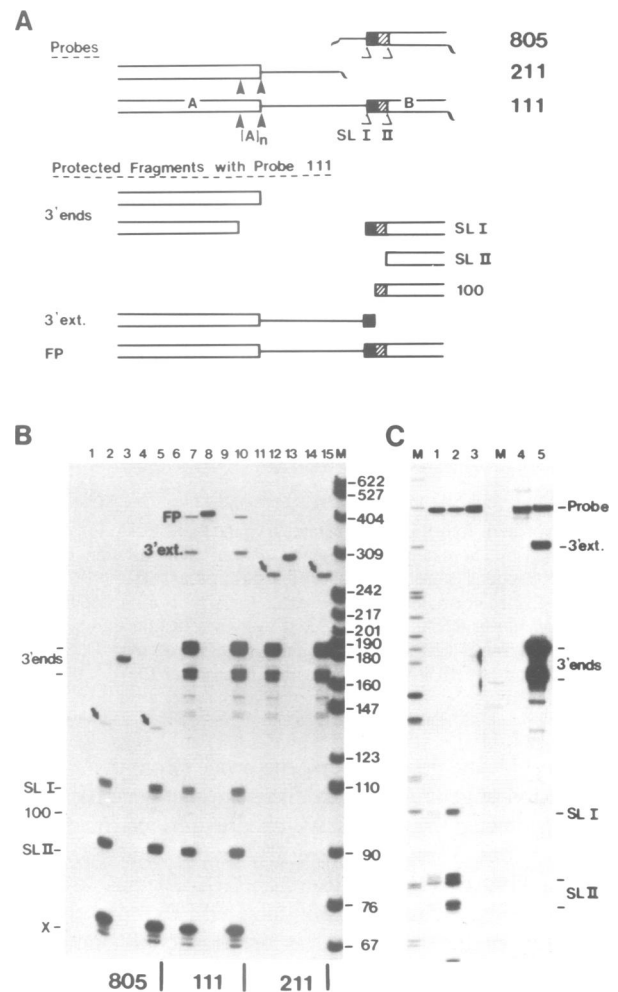 A
Probes
805
211
A B 111
[A]n SL I II
Protected Fragments with Probe 111
3'ends
SL I
SL II
100
3'ext.
FP
B
1 2 3 4 5 6 7 8 9 10 11 12 13 14 15 M
FP
3'ext.
3'ends
SL I-
100 -
SL II-
X -
-622
-527
-404
-309
-242
-217
-201
-190
-180
-160
-147
-123
-110
-90
-76
-67
805 | 111 | 211 |
C
M 1 2 3 M 4 5
-Probe
-3'ext.
3'ends
-SL I
SL II